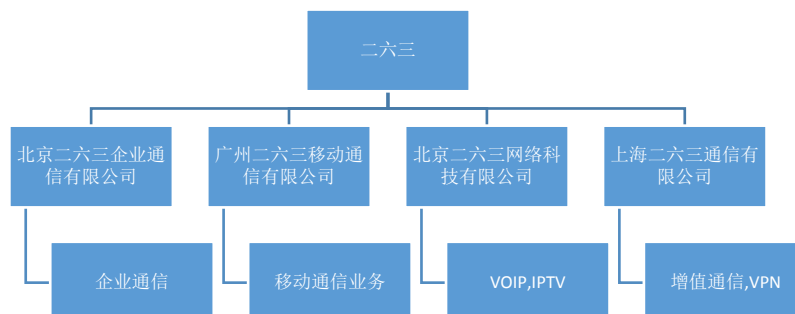 二六三
北京二六三企业通
信有限公司
广州二六三移动通
信有限公司
北京二六三网络科
技有限公司
上海二六三通信有
限公司
企业通信
移动通信业务
VOIP,IPTV
增值通信,VPN